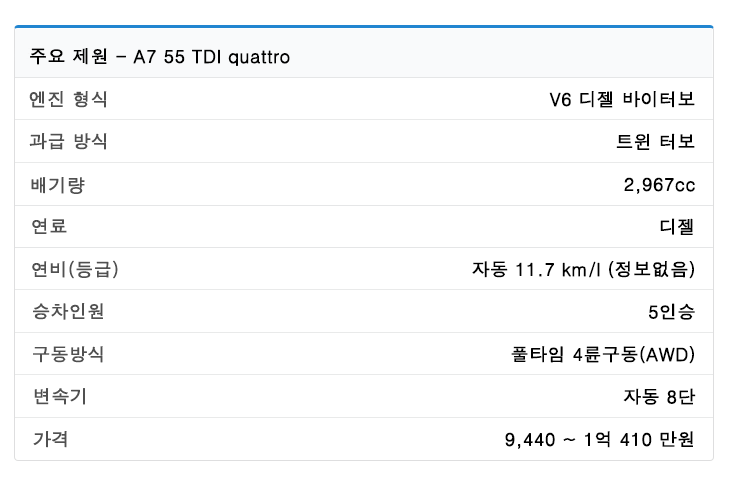 주요 제원 – A7 55 TDI quattro
엔진 형식 V6 디젤 바이터보
과급 방식 트윈 터보
배기량 2,967cc
연료 디젤
연비(등급) 자동 11.7 km/l (정보없음)
승차인원 5인승
구동방식 풀타임 4륜구동(AWD)
변속기 자동 8단
가격 9,440 ~ 1억 410 만원